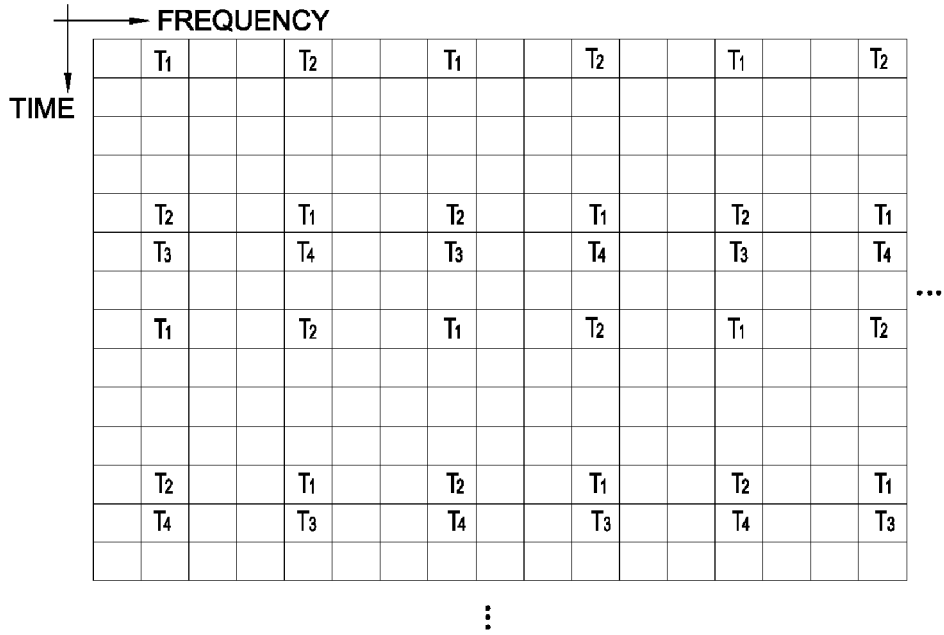 FREQUENCY
TIME
T1 T2 T1 T2 T1 T2
T2 T1 T2 T1 T2 T1
T3 T4 T3 T4 T3 T4
...
T1 T2 T1 T2 T1 T2
T2 T1 T2 T1 T2 T1
T4 T3 T4 T3 T4 T3
...